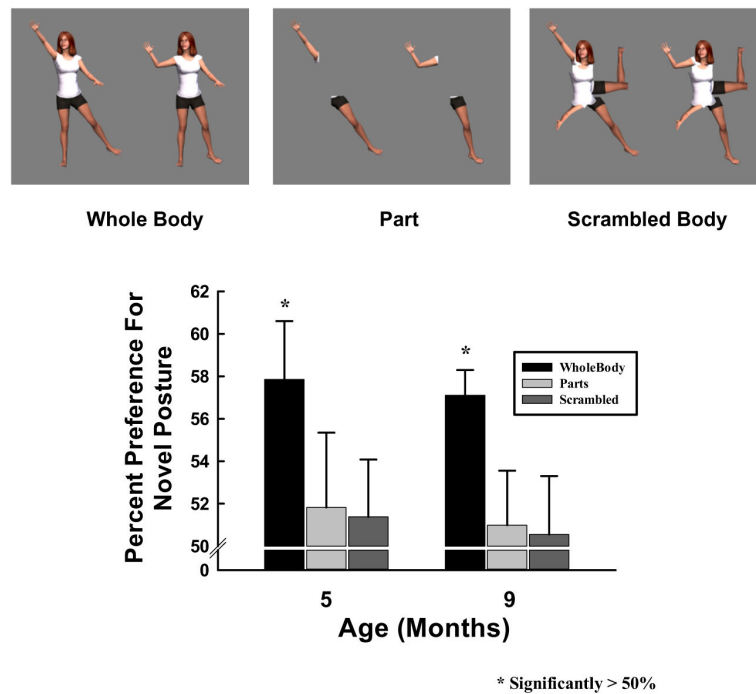 Whole Body
Part
Scrambled Body
Percent Preference For
Novel Posture
62
60
58
56
54
52
50
0
*
*
WholeBody
Parts
Scrambled
5
9
Age (Months)
* Significantly > 50%